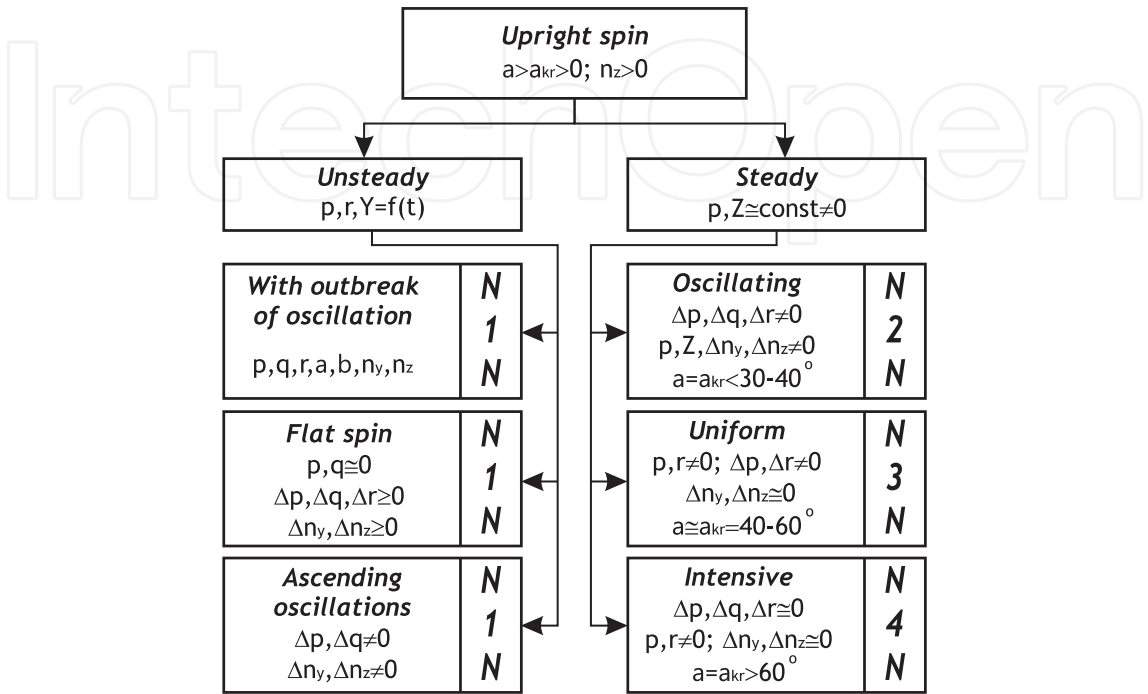 IntechOpen
Upright spin
a>akr>0; nz>0
Unsteady
p,r,Y=f(t)
Steady
p,Z≅const≠0
With outbreak
of oscillation
p,q,r,a,b,ny,nz
N
1
N
Oscillating
Δp,Δq,Δr≠0
p,Z,Δny,Δnz≠0
a=akr<30-40°
N
2
N
Flat spin
p,q≅0
Δp,Δq,Δr≥0
Δny,Δnz≥0
N
1
N
Uniform
p,r≠0; Δp,Δr≠0
Δny,Δnz≅0
a≅akr=40-60°
N
3
N
Ascending
oscillations
Δp,Δq≠0
Δny,Δnz≠0
N
1
N
Intensive
Δp,Δq,Δr≅0
p,r≠0; Δny,Δnz≅0
a=akr>60°
N
4
N